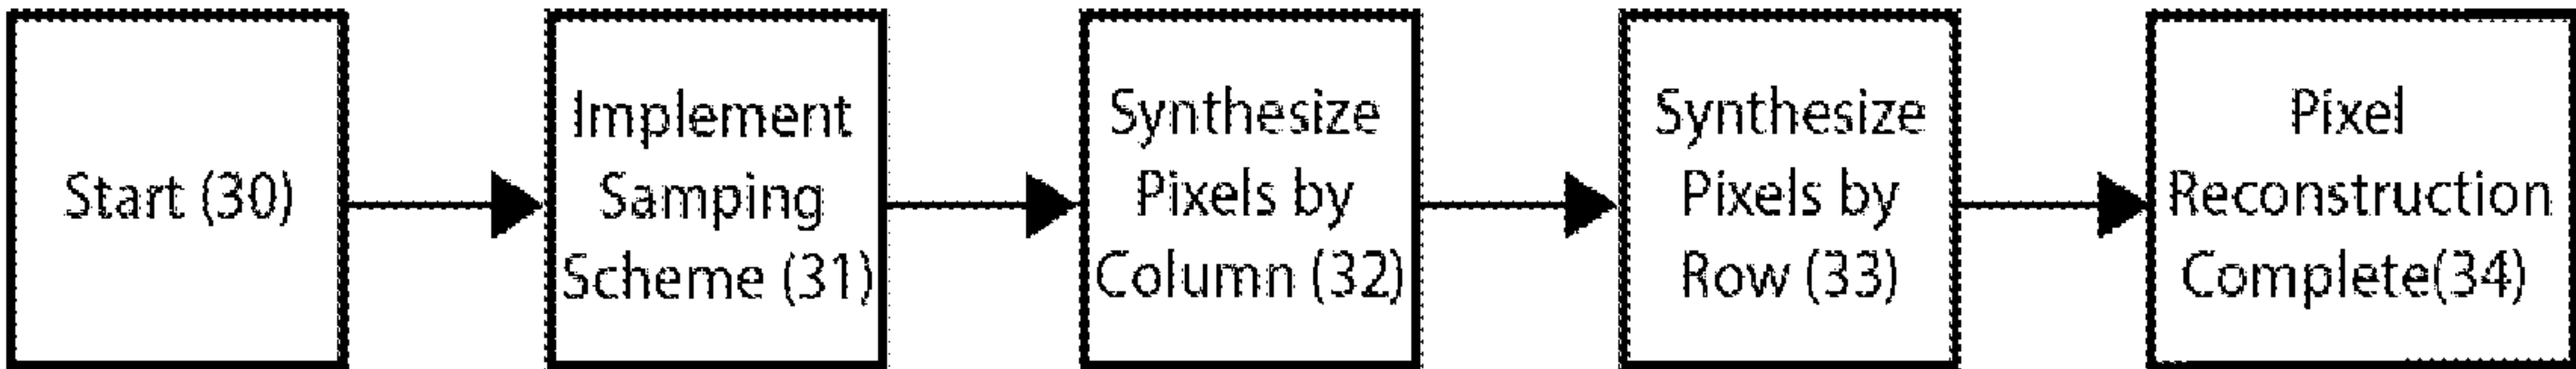 Start (30)
Implement
Samping
Scheme (31)
Synthesize
Pixels by
Column (32)
Synthesize
Pixels by
Row (33)
Pixel
Reconstruction
Complete(34)